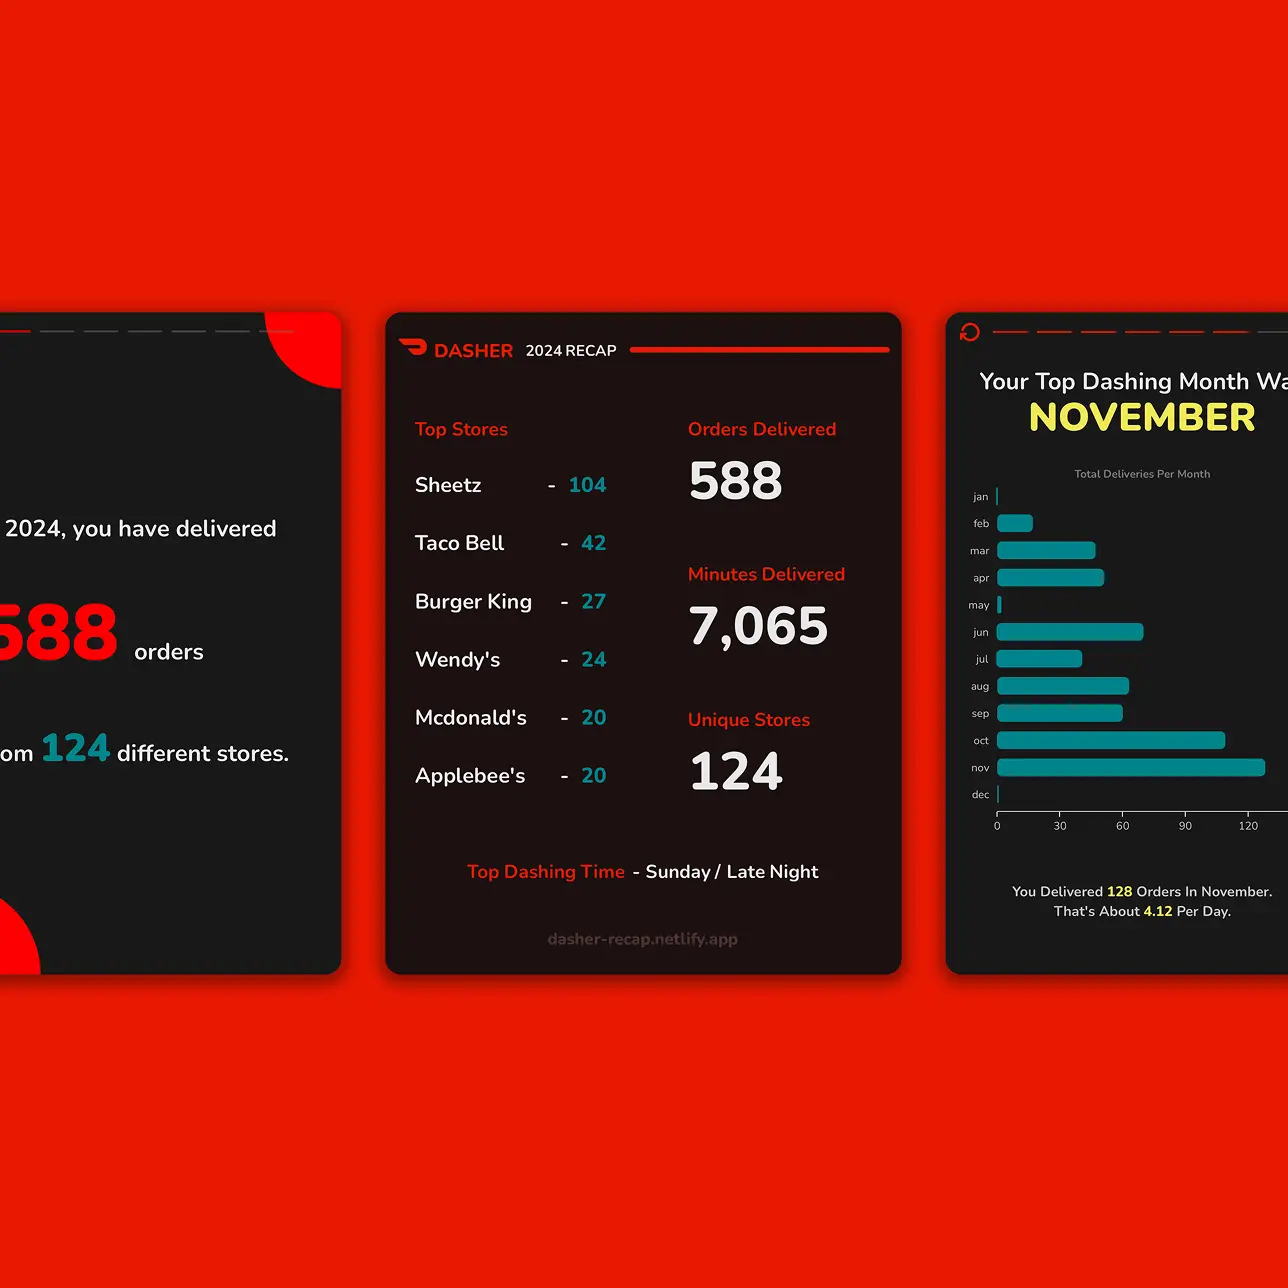 2024, you have delivered
588 orders
om 124 different stores.
DASHER 2024 RECAP
Top Stores
Sheetz - 104
Taco Bell - 42
Burger King - 27
Wendy's - 24
Mcdonald's - 20
Applebee's - 20
Orders Delivered
588
Minutes Delivered
7,065
Unique Stores
124
Top Dashing Time - Sunday / Late Night
dasher-recap.netlify.app
Your Top Dashing Month Wa
NOVEMBER
Total Deliveries Per Month
jan
feb
mar
apr
may
jun
jul
aug
sep
oct
nov
dec
0 30 60 90 120
You Delivered 128 Orders In November.
That's About 4.12 Per Day.